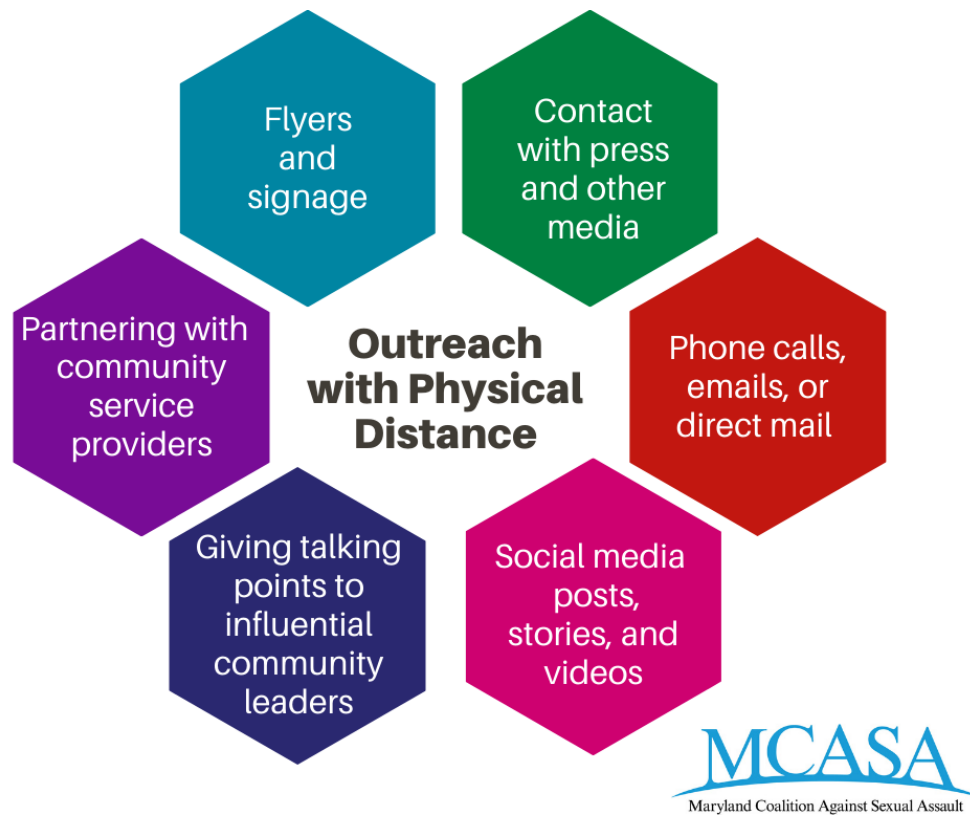 Flyers
and
signage
Contact
with press
and other
media
Partnering with
community
service
providers
Outreach
with Physical
Distance
Phone calls,
emails, or
direct mail
Giving talking
points to
influential
community
leaders
Social media
posts,
stories, and
videos
MCASA
Maryland Coalition Against Sexual Assault